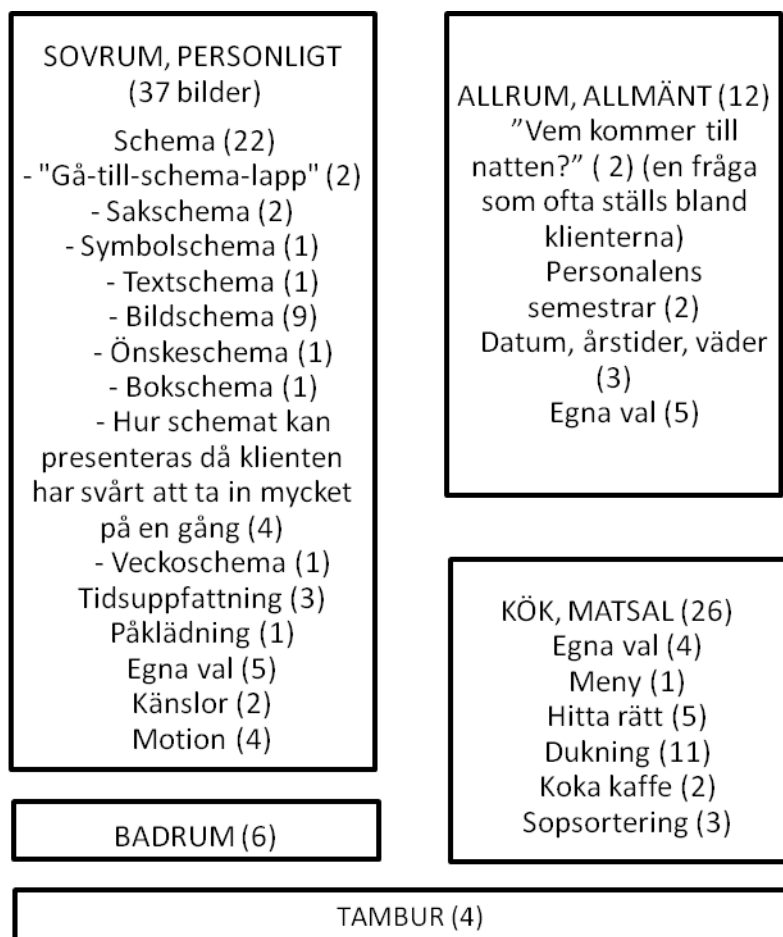 SOVRUM, PERSONLIGT
(37 bilder)
Schema (22)
- "Gå-till-schema-lapp" (2)
- Sakschema (2)
- Symbolschema (1)
- Textschema (1)
- Bildschema (9)
- Önskeschema (1)
- Bokschema (1)
- Hur schemat kan
presenteras då klienten
har svårt att ta in mycket
på en gång (4)
- Veckoschema (1)
Tidsuppfattning (3)
Påklädning (1)
Egna val (5)
Känslor (2)
Motion (4)
BADRUM (6)
ALLRUM, ALLMÄNT (12)
”Vem kommer till
natten?” ( 2) (en fråga
som ofta ställs bland
klienterna)
Personalens
semestrar (2)
Datum, årstider, väder
(3)
Egna val (5)
KÖK, MATSAL (26)
Egna val (4)
Meny (1)
Hitta rätt (5)
Dukning (11)
Koka kaffe (2)
Sopsortering (3)
TAMBUR (4)